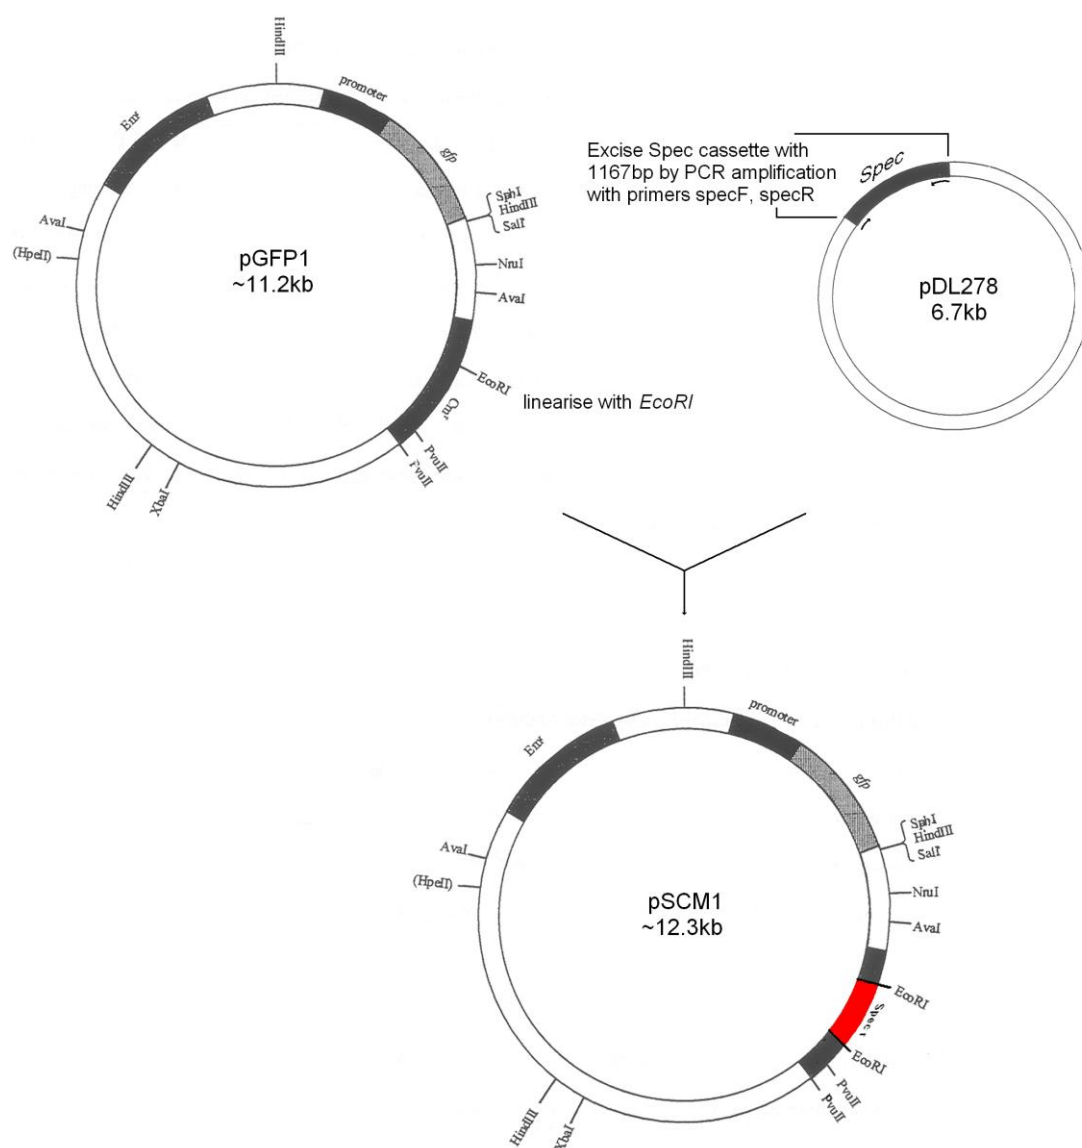 HindIII
promoter
gfp
Emʳ
SphI
HindIII
SalI
AvaI
(HpeII)
NruI
AvaI
EcoRI
Cmʳ
PvuII
PvuII
HindIII
XbaI
pGFP1
~11.2kb
linearise with EcoRI
Excise Spec cassette with
1167bp by PCR amplification
with primers specF, specR
Spec
pDL278
6.7kb
HindIII
promoter
gfp
Emʳ
SphI
HindIII
SalI
AvaI
(HpeII)
NruI
AvaI
pSCM1
~12.3kb
EcoRI
Spec r
EcoRI
PvuII
PvuII
HindIII
XbaI